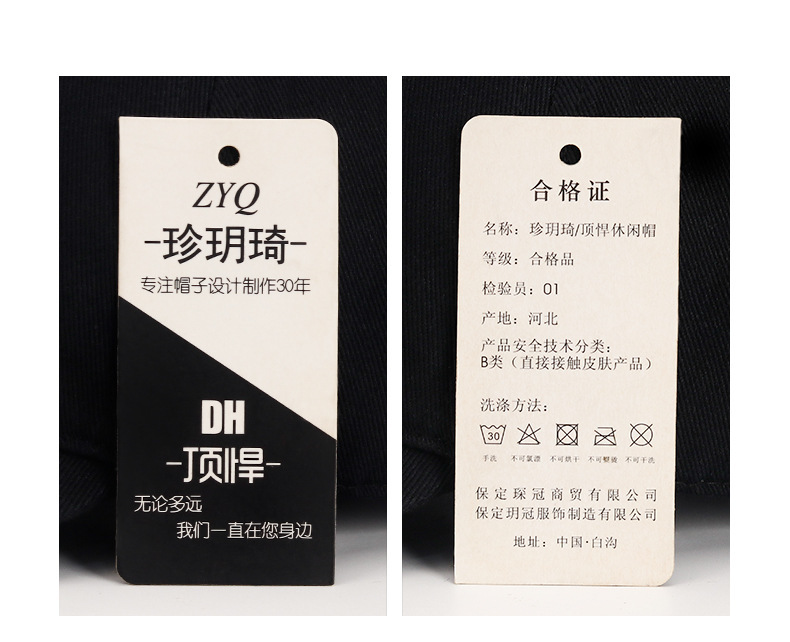 ZYQ
-珍玥琦-
专注帽子设计制作30年
DH
-顶悍-
无论多远
我们一直在您身边
合格证
名称：珍玥琦/顶悍休闲帽
等级：合格品
检验员：01
产地：河北
产品安全技术分类：
B类（直接接触皮肤产品）
洗涤方法：
30
手洗 不可氯漂 不可烘干 不可熨烫 不可干洗
保定琛冠商贸有限公司
保定玥冠服饰制造有限公司
地址：中国·白沟